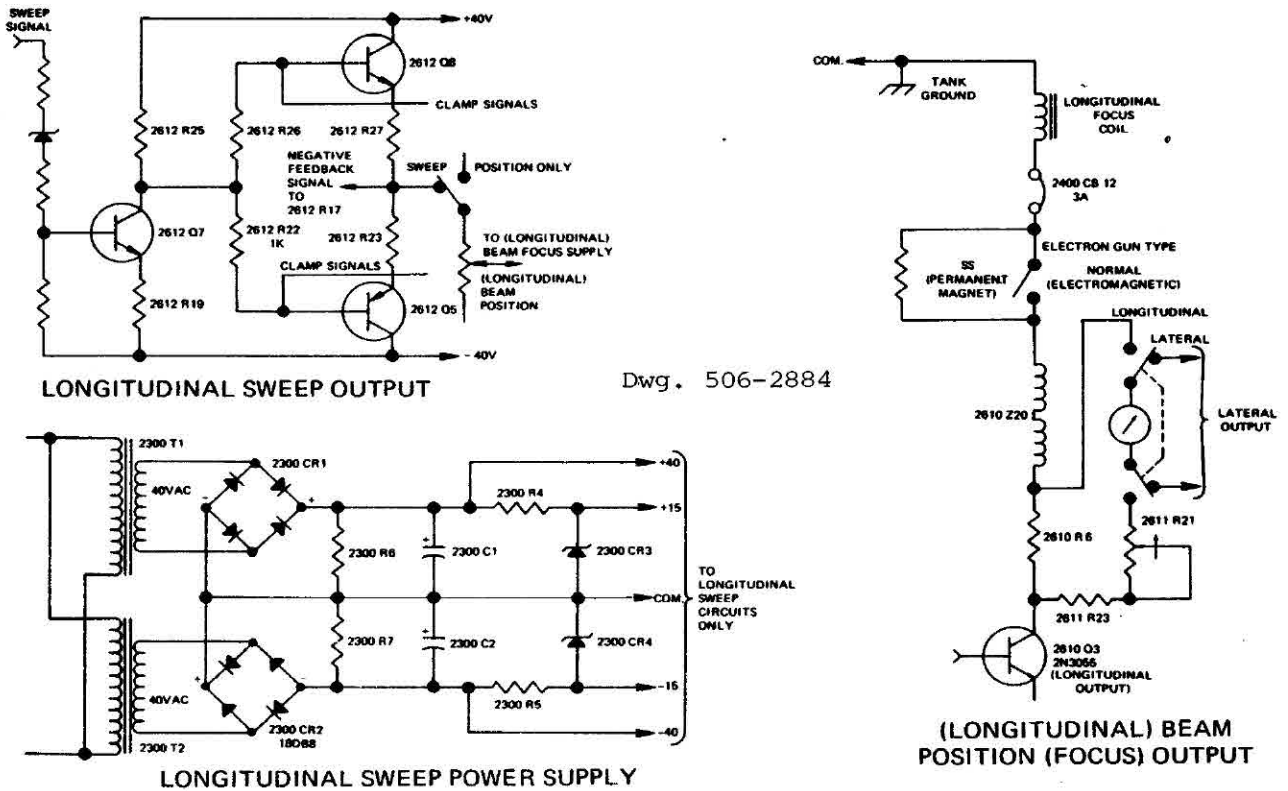 SWEEP
SIGNAL
+40V
2612 Q8
CLAMP SIGNALS
2612 R25
2612 R26
2612 R27
NEGATIVE
FEEDBACK
SIGNAL
TO
2612 R17
SWEEP
POSITION ONLY
2612 Q7
2612 R22
1K
2612 R23
TO (LONGITUDINAL)
BEAM FOCUS SUPPLY
CLAMP SIGNALS
(LONGITUDINAL)
BEAM
POSITION
2612 R19
2612 Q5
-40V
LONGITUDINAL SWEEP OUTPUT
Dwg. 506-2884
2300 T1
2300 CR1
40VAC
+40
2300 R4
+15
2300 R6
2300 C1
2300 CR3
COM.
TO
LONGITUDINAL
SWEEP
CIRCUITS
ONLY
2300 R7
2300 C2
2300 CR4
40VAC
-15
2300 R5
2300 CR2
18DB8
-40
2300 T2
LONGITUDINAL SWEEP POWER SUPPLY
COM.
TANK
GROUND
LONGITUDINAL
FOCUS
COIL
2400 CB 12
3A
ELECTRON GUN TYPE
SS
(PERMANENT
MAGNET)
NORMAL
(ELECTROMAGNETIC)
LONGITUDINAL
LATERAL
2610 Z20
LATERAL
OUTPUT
2611 R21
2610 R6
2611 R23
2610 Q3
2N3055
(LONGITUDINAL
OUTPUT)
(LONGITUDINAL) BEAM
POSITION (FOCUS) OUTPUT